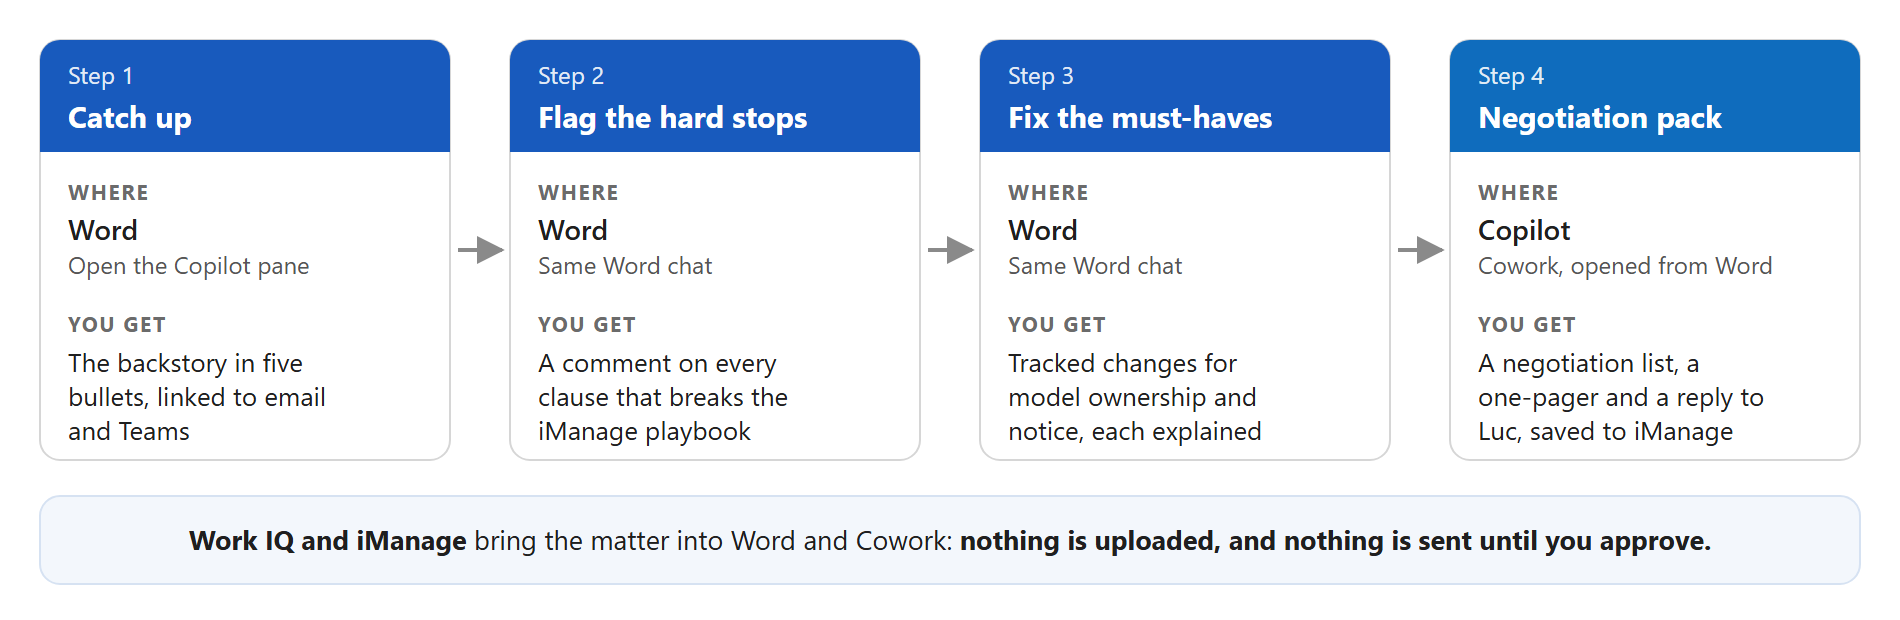 Step 1
Catch up
WHERE
Word
Open the Copilot pane
YOU GET
The backstory in five
bullets, linked to email
and Teams
Step 2
Flag the hard stops
WHERE
Word
Same Word chat
YOU GET
A comment on every
clause that breaks the
iManage playbook
Step 3
Fix the must-haves
WHERE
Word
Same Word chat
YOU GET
Tracked changes for
model ownership and
notice, each explained
Step 4
Negotiation pack
WHERE
Copilot
Cowork, opened from Word
YOU GET
A negotiation list, a
one-pager and a reply to
Luc, saved to iManage
Work IQ and iManage bring the matter into Word and Cowork: nothing is uploaded, and nothing is sent until you approve.